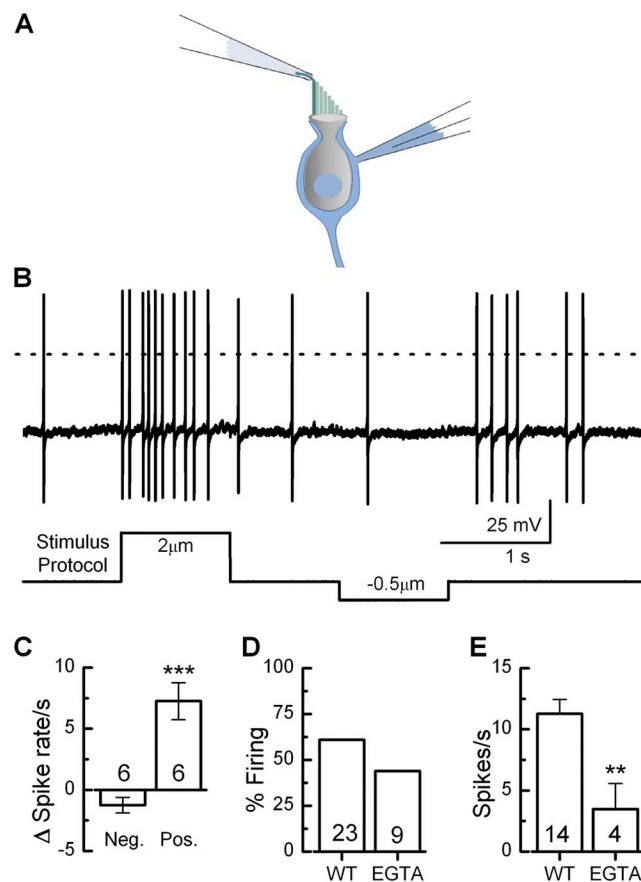 A
B
25 mV
1 s
Stimulus
Protocol
2μm
-0.5μm
C
Δ Spike rate/s
10
5
0
-5
***
6
6
Neg.
Pos.
D
% Firing
100
75
50
25
0
23
9
WT
EGTA
E
Spikes/s
15
10
5
0
**
14
4
WT
EGTA